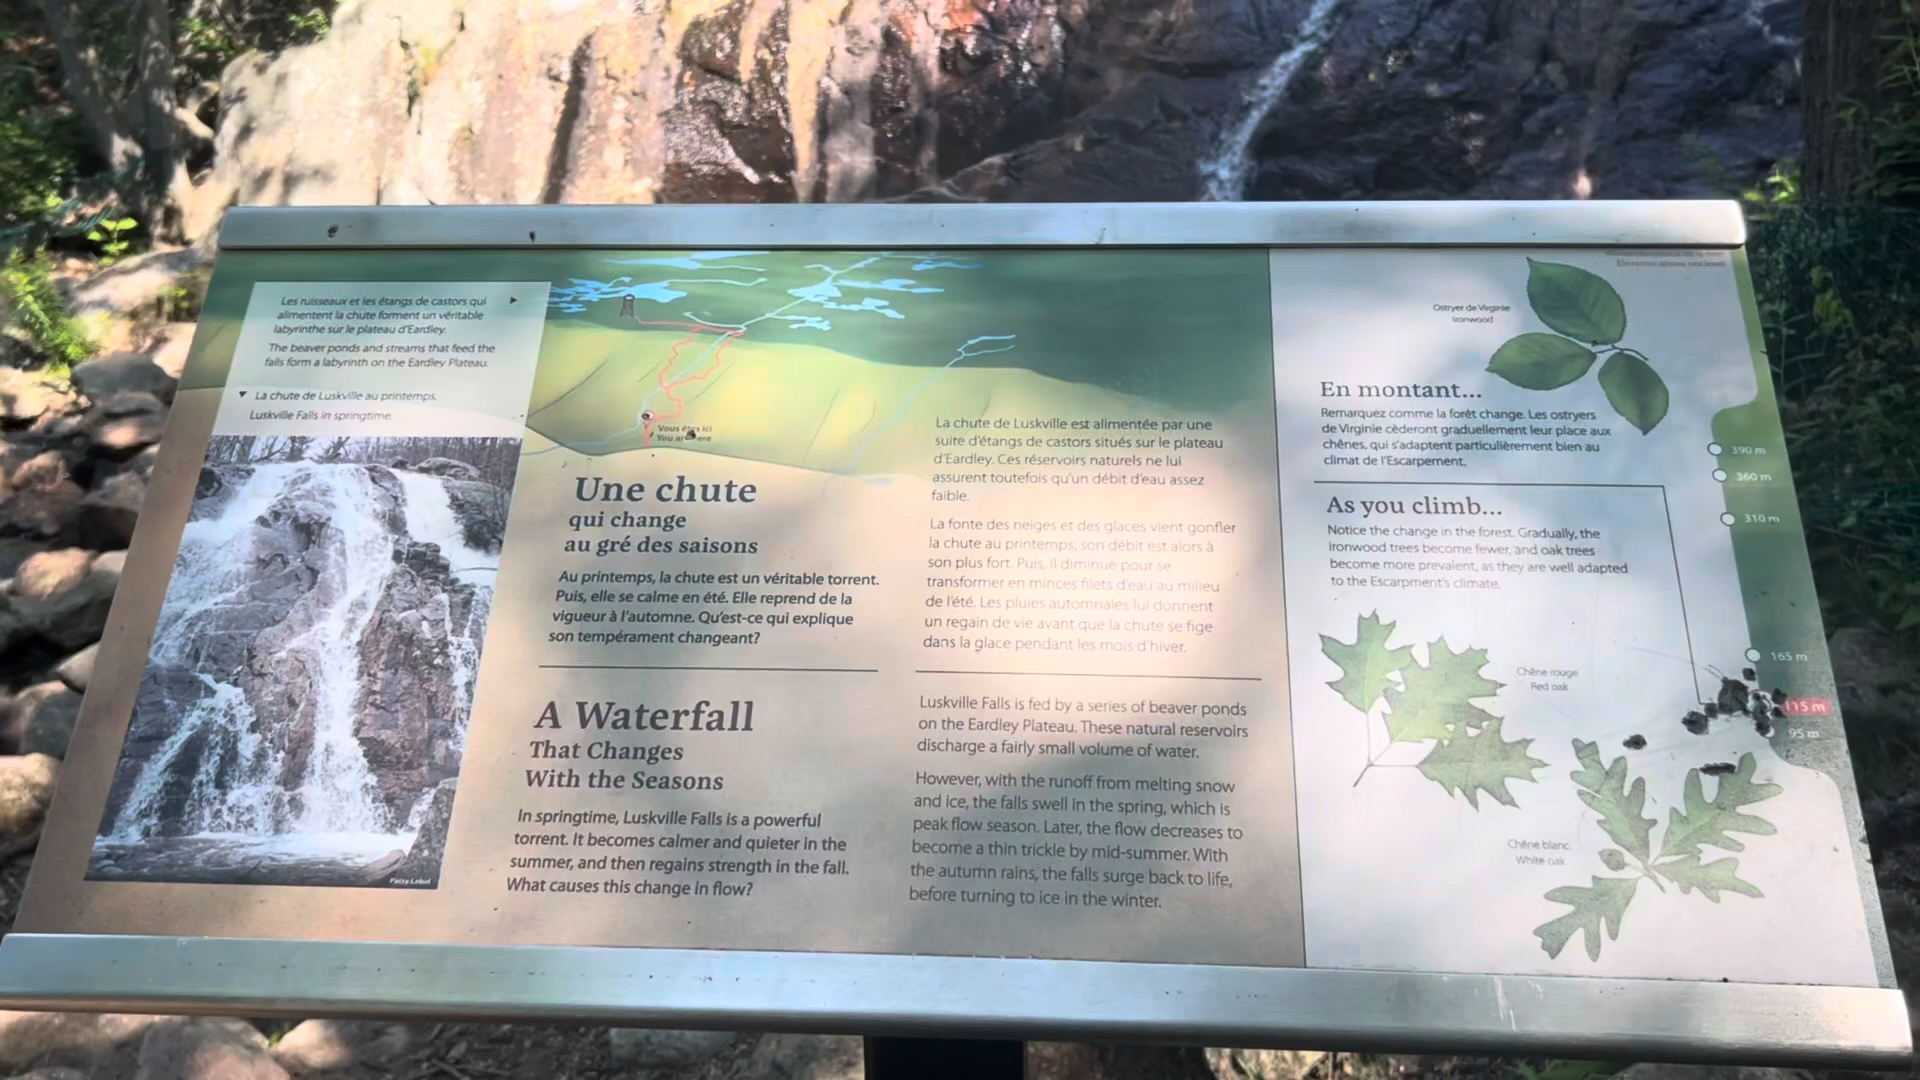 Les ruisseaux et les étangs de castors qui
alimentent la chute forment un véritable
labyrinthe sur le plateau d'Eardley.
The beaver ponds and streams that feed the
falls form a labyrinth on the Eardley Plateau.
La chute de Luskville au printemps.
Luskville Falls in springtime.
Patsy Lebel
Vous êtes ici
You are here
Une chute
qui change
au gré des saisons
Au printemps, la chute est un véritable torrent.
Puis, elle se calme en été. Elle reprend de la
vigueur à l'automne. Qu'est-ce qui explique
son tempérament changeant?
A Waterfall
That Changes
With the Seasons
In springtime, Luskville Falls is a powerful
torrent. It becomes calmer and quieter in the
summer, and then regains strength in the fall.
What causes this change in flow?
La chute de Luskville est alimentée par une
suite d'étangs de castors situés sur le plateau
d'Eardley. Ces réservoirs naturels ne lui
assurent toutefois qu'un débit d'eau assez
faible.
La fonte des neiges et des glaces vient gonfler
la chute au printemps; son débit est alors à
son plus fort. Puis, il diminue pour se
transformer en minces filets d'eau au milieu
de l'été. Les pluies automnales lui donnent
un regain de vie avant que la chute se fige
dans la glace pendant les mois d'hiver.
Luskville Falls is fed by a series of beaver ponds
on the Eardley Plateau. These natural reservoirs
discharge a fairly small volume of water.
However, with the runoff from melting snow
and ice, the falls swell in the spring, which is
peak flow season. Later, the flow decreases to
become a thin trickle by mid-summer. With
the autumn rains, the falls surge back to life,
before turning to ice in the winter.
Ostryer de Virginie
Ironwood
En montant...
Remarquez comme la forêt change. Les ostryers
de Virginie cèderont graduellement leur place aux
chênes, qui s'adaptent particulièrement bien au
climat de l'Escarpement.
As you climb...
Notice the change in the forest. Gradually, the
ironwood trees become fewer, and oak trees
become more prevalent, as they are well adapted
to the Escarpment's climate.
Chêne rouge
Red oak
Chêne blanc
White oak
390 m
360 m
310 m
165 m
115 m
95 m